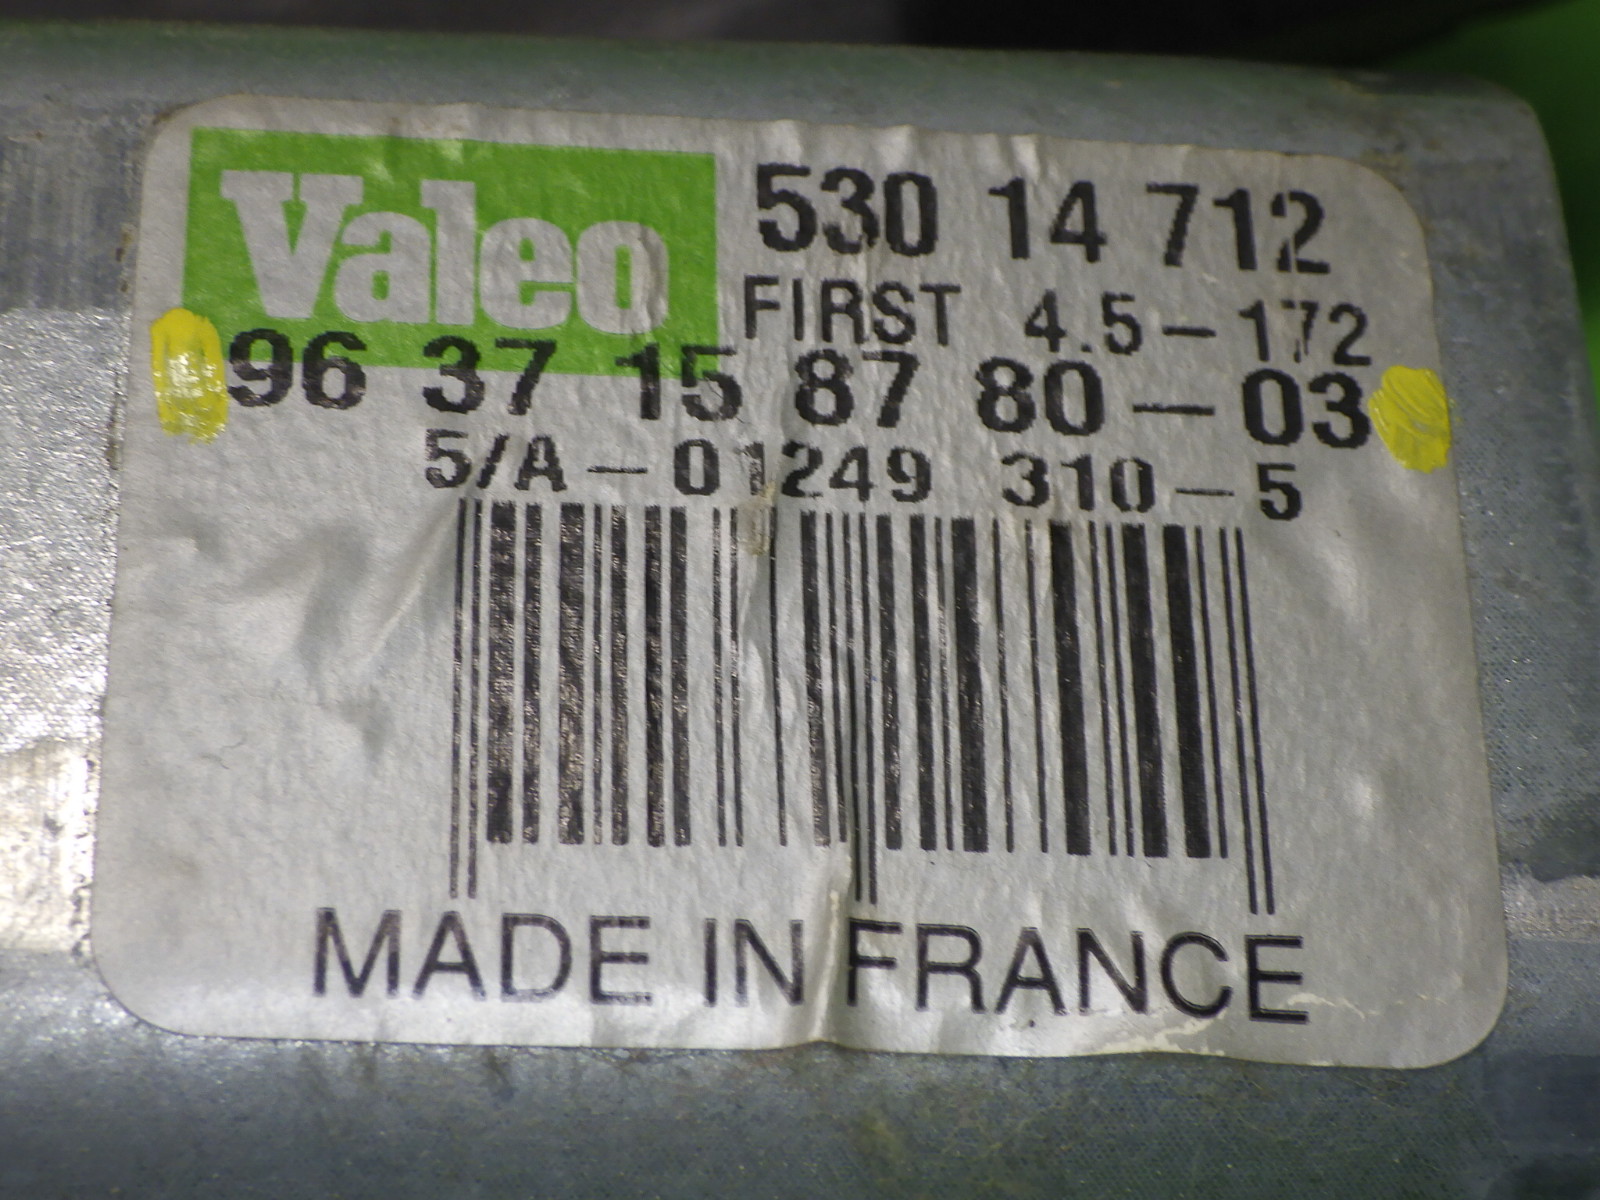 Valeo
530 14 712
FIRST 4.5-172
96 37 15 87 80-03
5/A-01249 310-5
MADE IN FRANCE